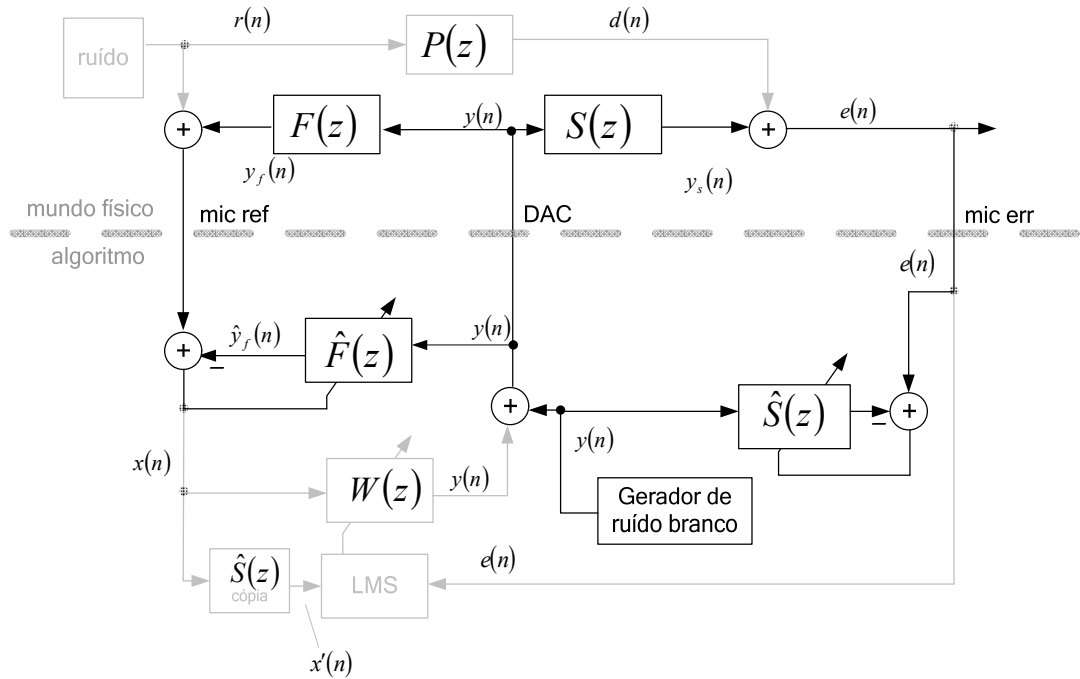 r(n)
d(n)
ruído
P(z)
+
F(z)
y(n)
S(z)
+
e(n)
y_f(n)
y_s(n)
mundo físico
mic ref
DAC
mic err
algoritmo
e(n)
+
−
ŷ_f(n)
F̂(z)
y(n)
+
y(n)
Ŝ(z)
−
+
x(n)
W(z)
y(n)
Gerador de
ruído branco
Ŝ(z)
cópia
LMS
e(n)
x'(n)